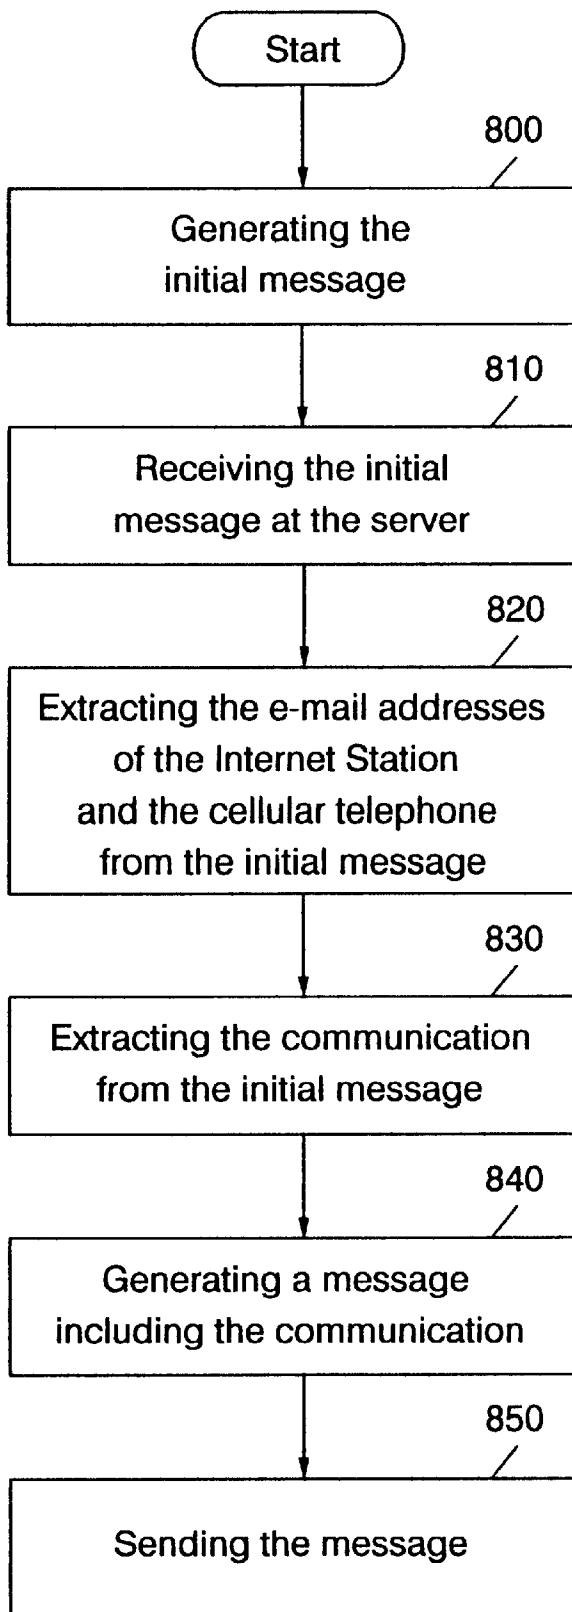 Start
800
Generating the
initial message
810
Receiving the initial
message at the server
820
Extracting the e-mail addresses
of the Internet Station
and the cellular telephone
from the initial message
830
Extracting the communication
from the initial message
840
Generating a message
including the communication
850
Sending the message